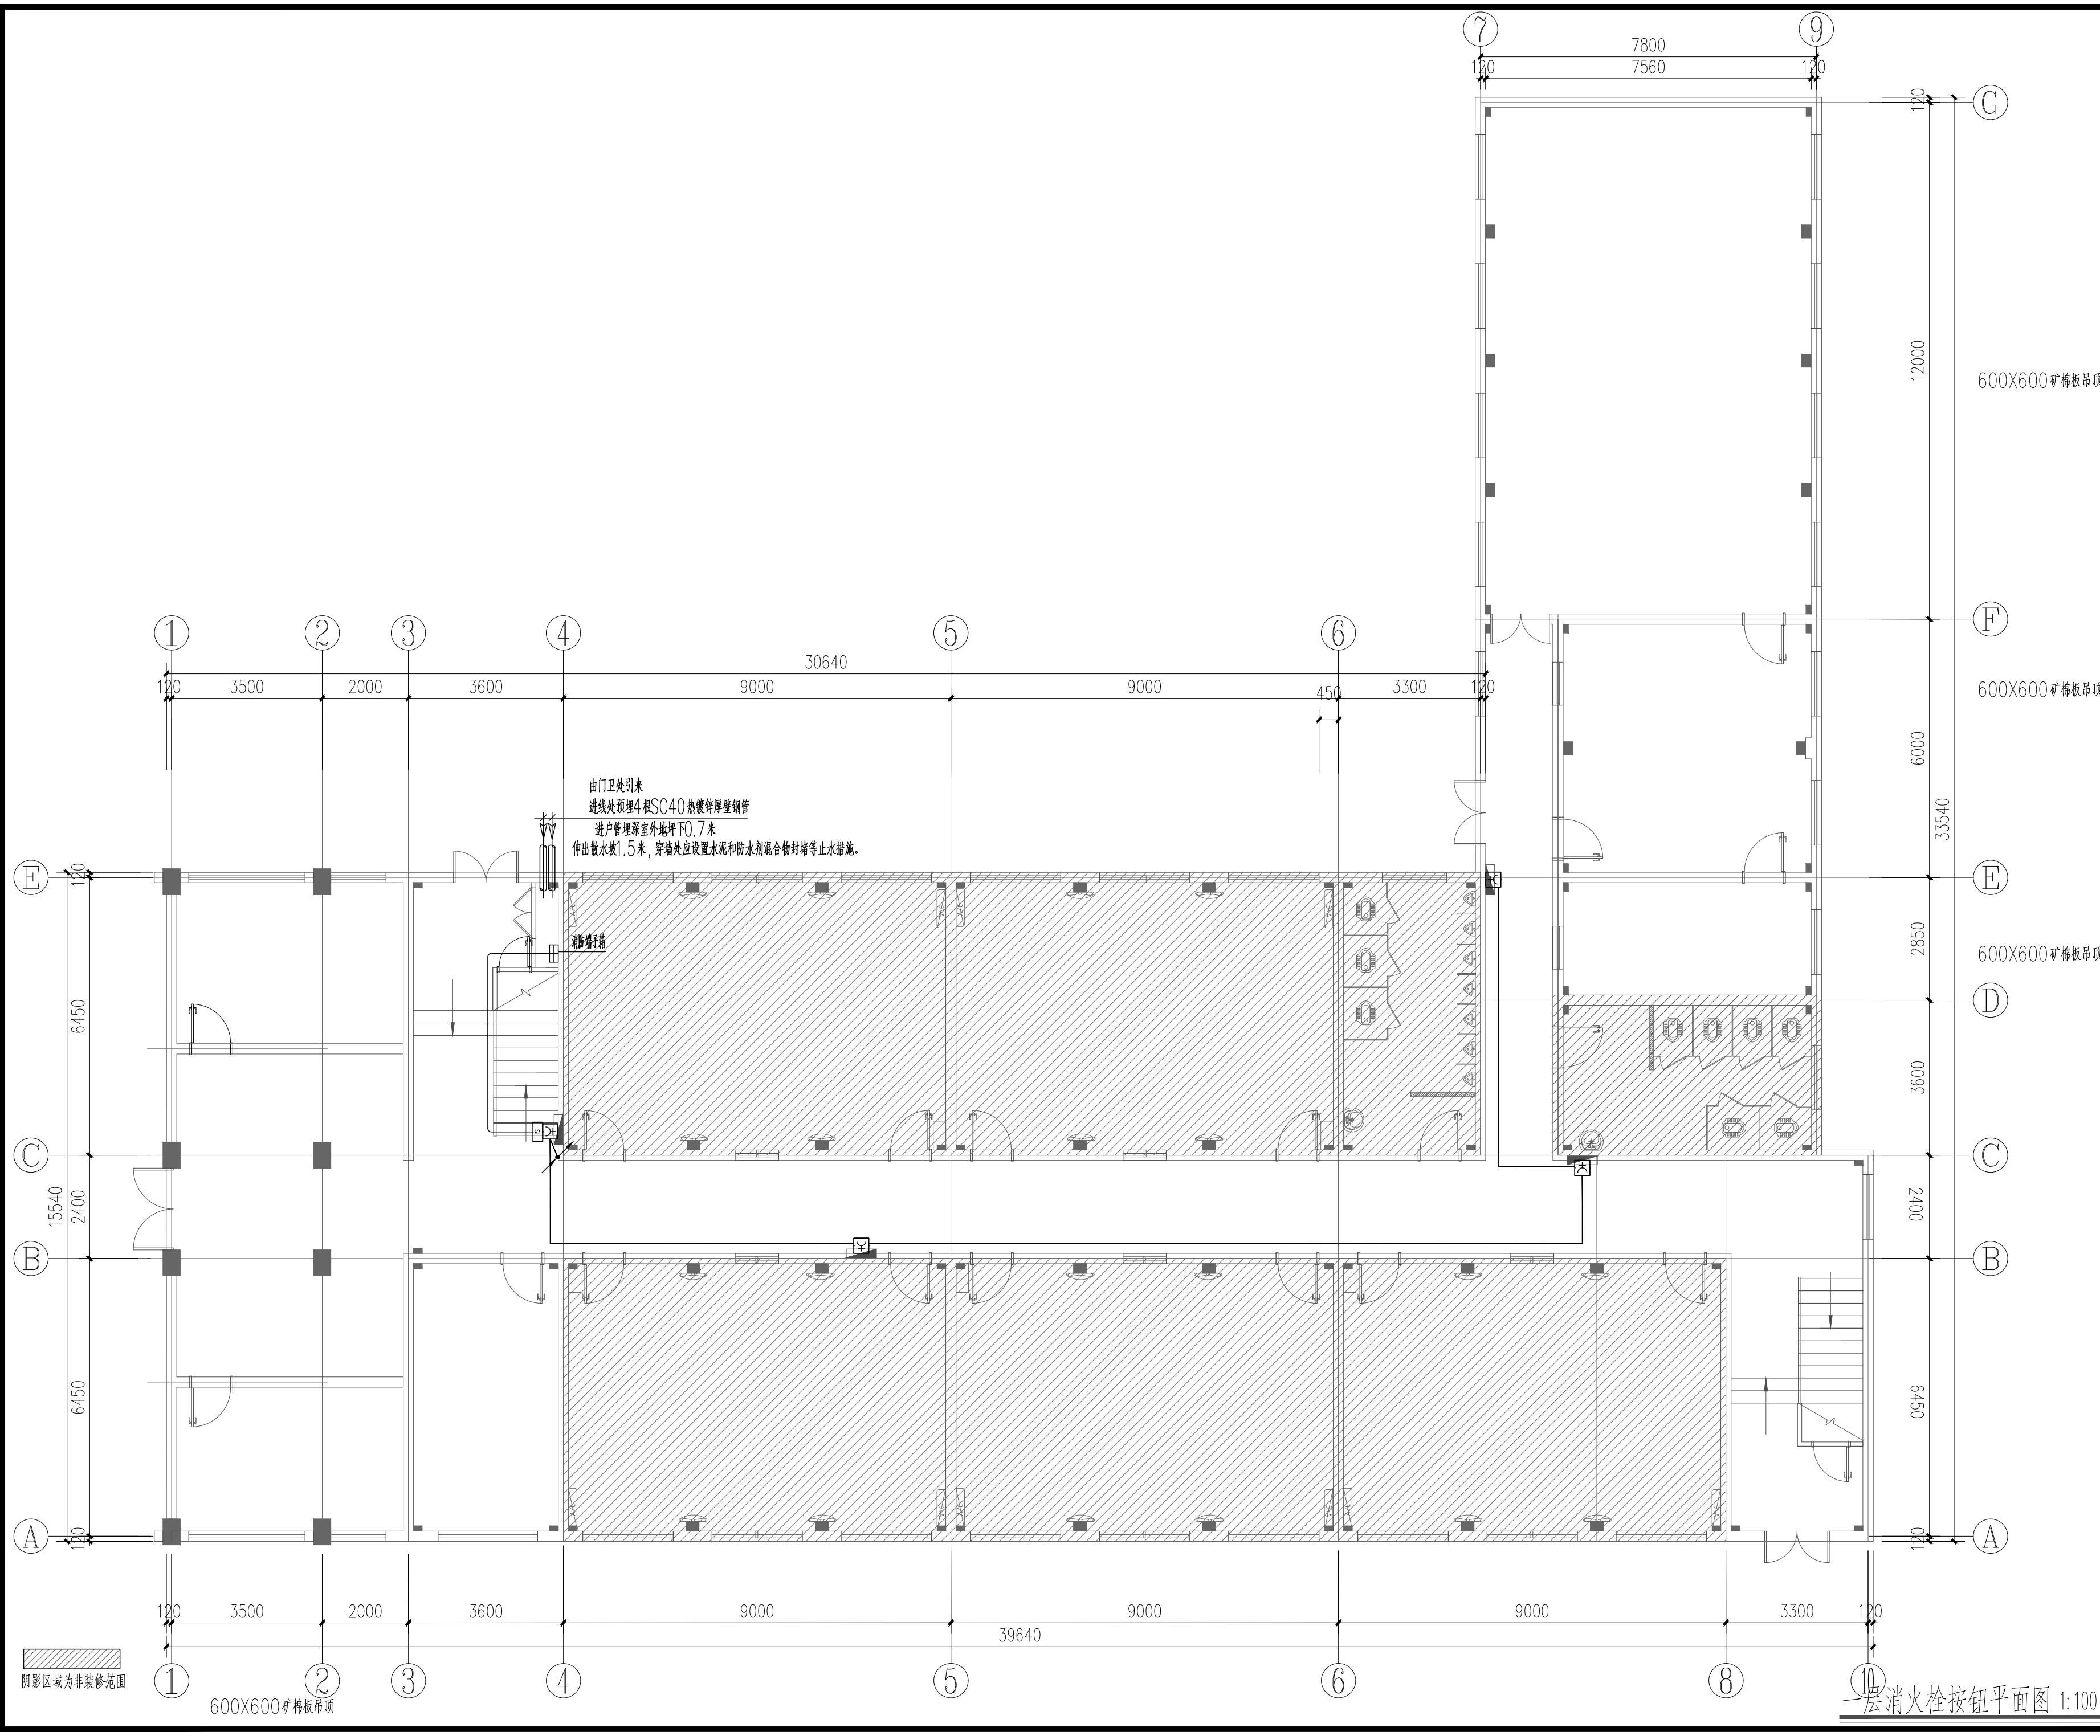 ⑦ ⑨
7800
120 7560 120
G
120
12000
600X600矿棉板吊顶
F
① ② ③ ④ ⑤ ⑥
30640
120 3500 2000 3600 9000 9000 450 3300 120
600X600矿棉板吊顶
6000
33540
由门卫处引来
进线处预埋4根SC40热镀锌厚壁钢管
进户管埋深室外地坪下0.7米
伸出散水坡1.5米，穿墙处应设置水泥和防水剂混合物封堵等止水措施。
E 120 E
消防端子箱
2850
600X600矿棉板吊顶
D
6450
3600
S
C C
15540 2400 2400
B B
6450 6450
A 120 120 A
120 3500 2000 3600 9000 9000 9000 3300 120
39640
阴影区域为非装修范围
① ② ③ ④ ⑤ ⑥ ⑧ ⑩
600X600矿棉板吊顶
一层消火栓按钮平面图 1:100